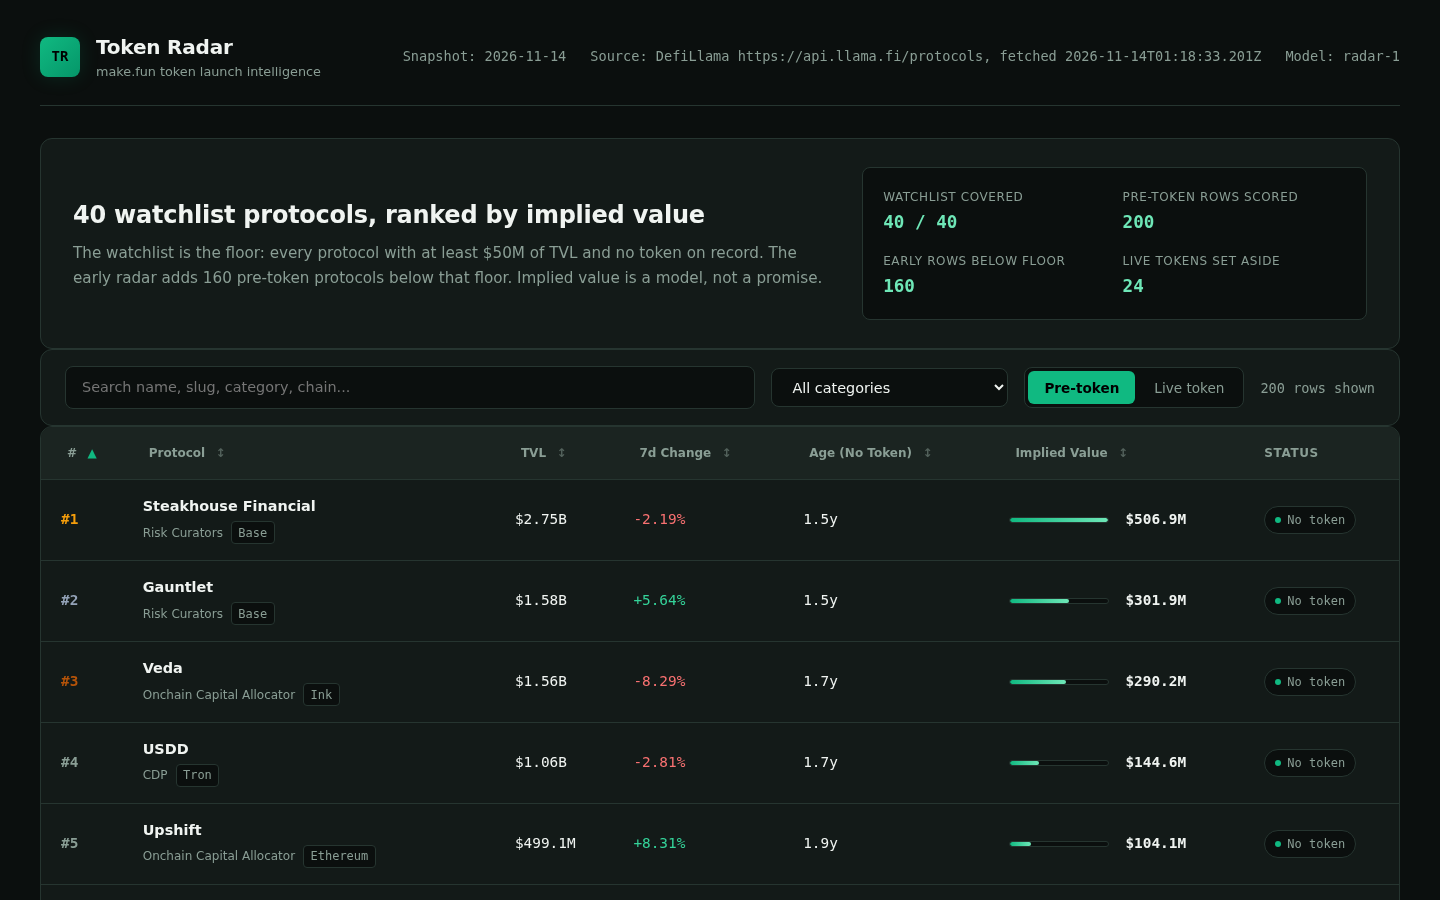 TR
Token Radar
make.fun token launch intelligence
Snapshot: 2026-11-14 Source: DefiLlama https://api.llama.fi/protocols, fetched 2026-11-14T01:18:33.201Z Model: radar-1
40 watchlist protocols, ranked by implied value
The watchlist is the floor: every protocol with at least $50M of TVL and no token on record. The
early radar adds 160 pre-token protocols below that floor. Implied value is a model, not a promise.
WATCHLIST COVERED
40 / 40
PRE-TOKEN ROWS SCORED
200
EARLY ROWS BELOW FLOOR
160
LIVE TOKENS SET ASIDE
24
Search name, slug, category, chain... All categories Pre-token Live token 200 rows shown
# ▲ Protocol ↕ TVL ↕ 7d Change ↕ Age (No Token) ↕ Implied Value ↕ STATUS
#1 Steakhouse Financial $2.75B -2.19% 1.5y $506.9M No token
Risk Curators Base
#2 Gauntlet $1.58B +5.64% 1.5y $301.9M No token
Risk Curators Base
#3 Veda $1.56B -8.29% 1.7y $290.2M No token
Onchain Capital Allocator Ink
#4 USDD $1.06B -2.81% 1.7y $144.6M No token
CDP Tron
#5 Upshift $499.1M +8.31% 1.9y $104.1M No token
Onchain Capital Allocator Ethereum